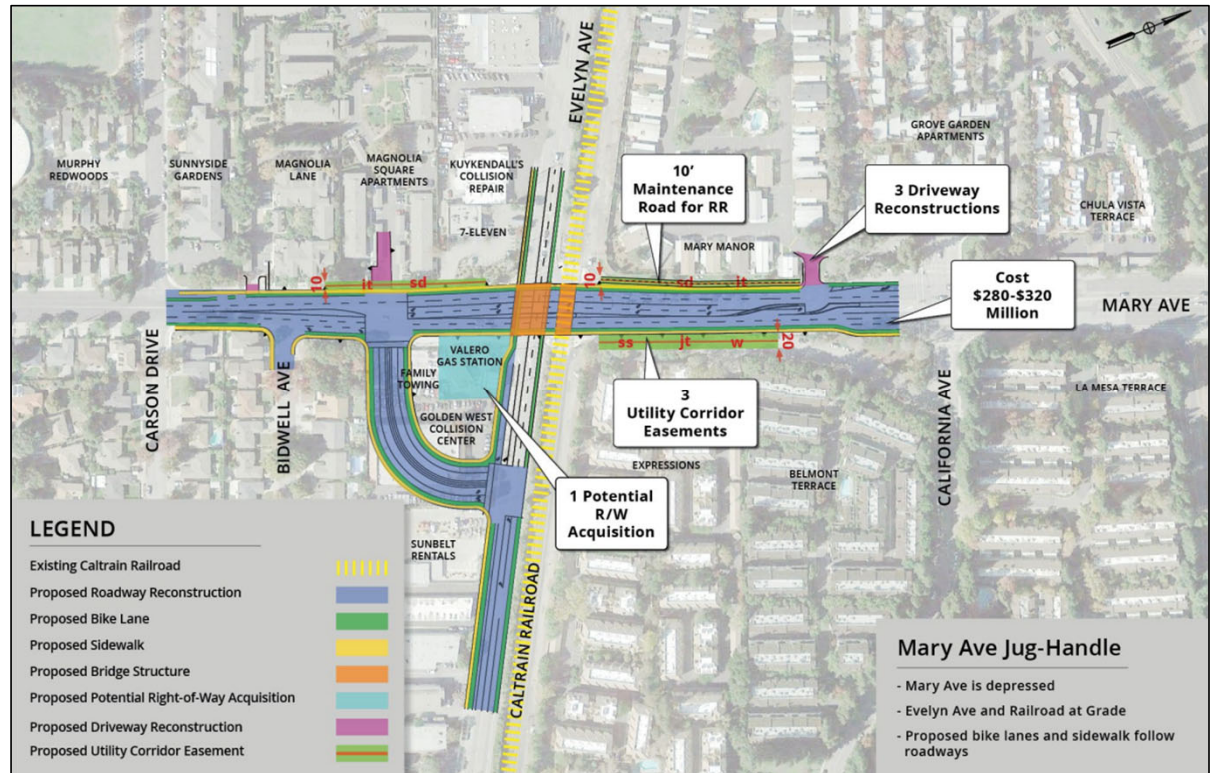 EVELYN AVE
MURPHY
REDWOODS
SUNNYSIDE
GARDENS
MAGNOLIA
LANE
MAGNOLIA
SQUARE
APARTMENTS
KUYKENDALL'S
COLLISION
REPAIR
7-ELEVEN
10'
Maintenance
Road for RR
MARY MANOR
GROVE GARDEN
APARTMENTS
3 Driveway
Reconstructions
CHULA VISTA
TERRACE
Cost
$280-$320
Million
MARY AVE
10
jt
sd
10
sd
jt
ss
jt
w
20
CARSON DRIVE
BIDWELL AVE
FAMILY
TOWING
VALERO
GAS STATION
GOLDEN WEST
COLLISION
CENTER
3
Utility Corridor
Easements
EXPRESSIONS
BELMONT
TERRACE
CALIFORNIA AVE
LA MESA TERRACE
1 Potential
R/W
Acquisition
SUNBELT
RENTALS
CALTRAIN RAILROAD
LEGEND
Existing Caltrain Railroad
Proposed Roadway Reconstruction
Proposed Bike Lane
Proposed Sidewalk
Proposed Bridge Structure
Proposed Potential Right-of-Way Acquisition
Proposed Driveway Reconstruction
Proposed Utility Corridor Easement
Mary Ave Jug-Handle
- Mary Ave is depressed
- Evelyn Ave and Railroad at Grade
- Proposed bike lanes and sidewalk follow
roadways